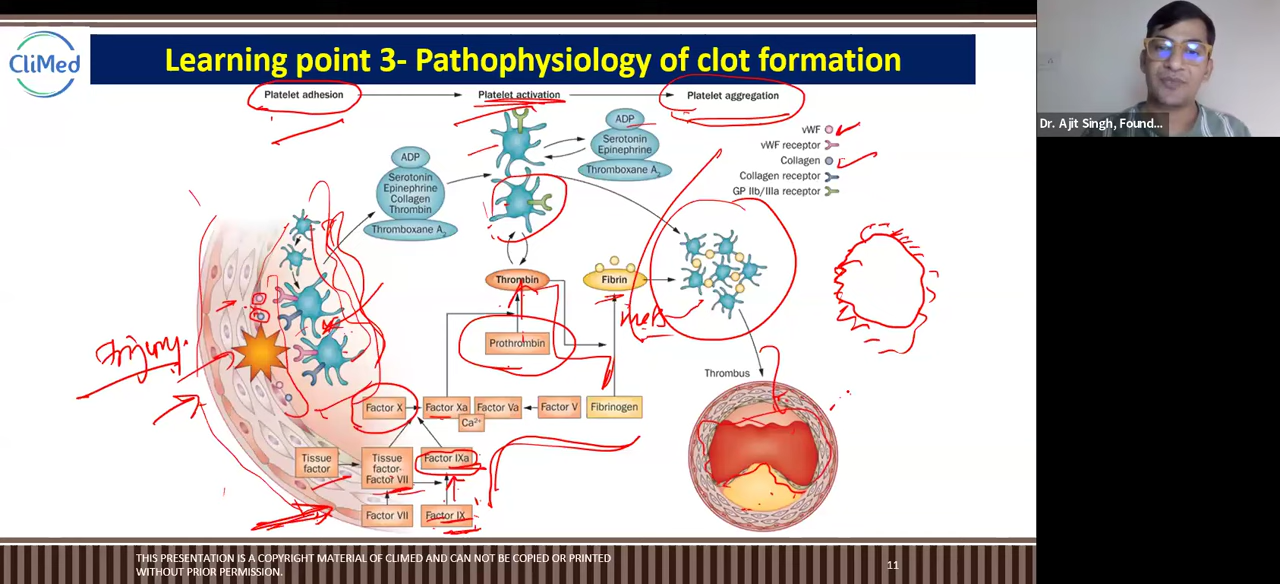 CliMed
Learning point 3- Pathophysiology of clot formation
Dr. Ajit Singh, Found...
Platelet adhesion
Platelet activation
Platelet aggregation
ADP
Serotonin
Epinephrine
Thromboxane A2
vWF
vWF receptor
Collagen
Collagen receptor
GP IIb/IIIa receptor
ADP
Serotonin
Epinephrine
Collagen
Thrombin
Thromboxane A2
Thrombin
Fibrin
Injury.
Prothrombin
Thrombus
Factor X
Factor Xa
Factor Va
Factor V
Fibrinogen
Ca2+
Tissue
factor
Tissue
factor-
Factor VII
Factor IXa
Factor VII
Factor IX
THIS PRESENTATION IS A COPYRIGHT MATERIAL OF CLIMED AND CAN NOT BE COPIED OR PRINTED
WITHOUT PRIOR PERMISSION.
11